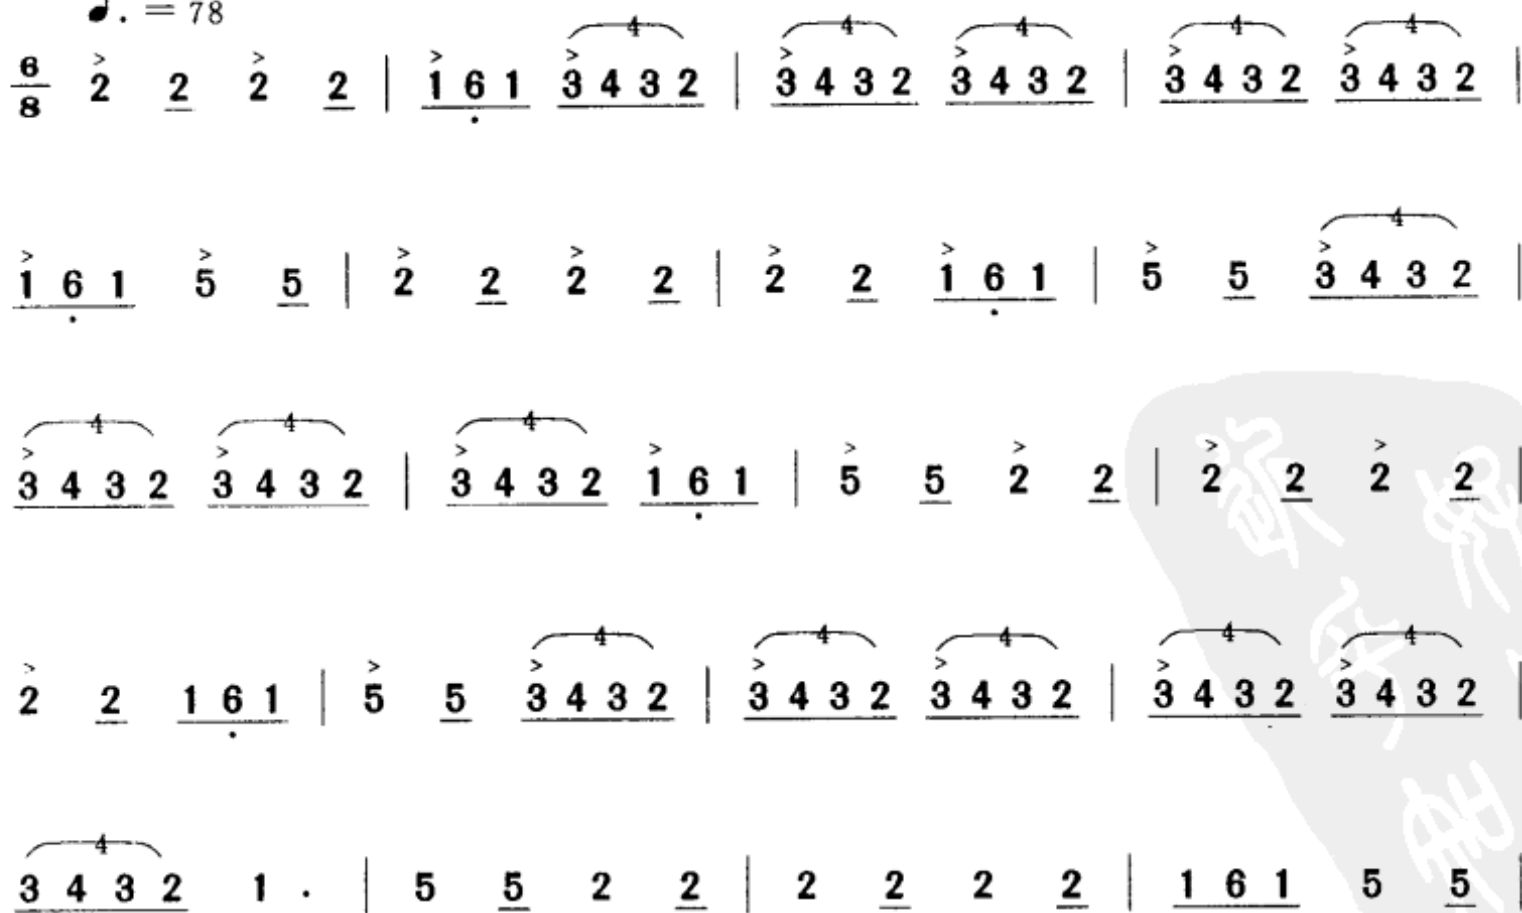 ♩. = 78
6/8 2 2 2 2 | 1 6 1 3 4 3 2 | 3 4 3 2 3 4 3 2 | 3 4 3 2 3 4 3 2 |
1 6 1 5 5 | 2 2 2 2 | 2 2 1 6 1 | 5 5 3 4 3 2 |
3 4 3 2 3 4 3 2 | 3 4 3 2 1 6 1 | 5 5 2 2 | 2 2 2 2 |
2 2 1 6 1 | 5 5 3 4 3 2 | 3 4 3 2 3 4 3 2 | 3 4 3 2 3 4 3 2 |
3 4 3 2 1 . | 5 5 2 2 | 2 2 2 2 | 1 6 1 5 5 |